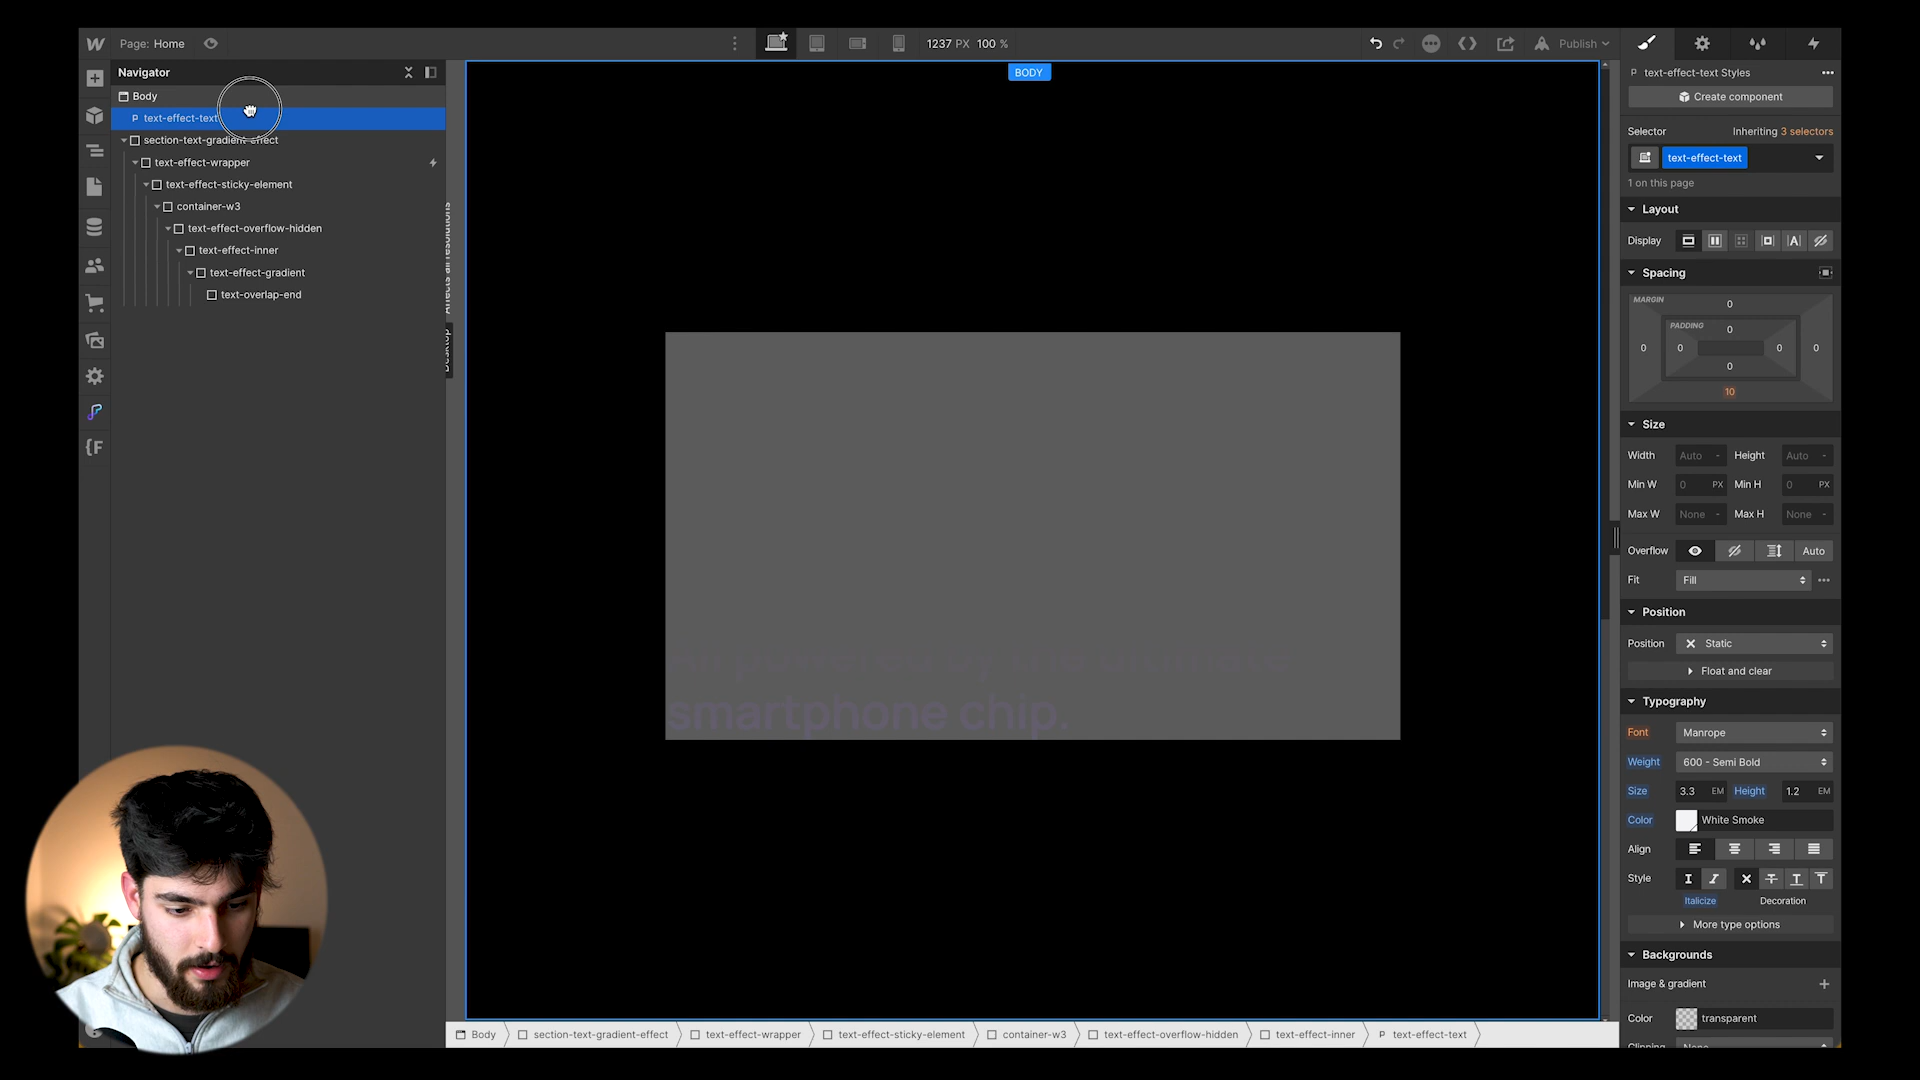 Page: Home
1237 PX 100 %
Publish
Navigator
Body
text-effect-text
section-text-gradient-effect
text-effect-wrapper
text-effect-sticky-element
container-w3
text-effect-overflow-hidden
text-effect-inner
text-effect-gradient
text-overlap-end
Affects all resolutions
Desktop
BODY
smartphone chip.
P text-effect-text Styles
Create component
Selector
Inheriting 3 selectors
text-effect-text
1 on this page
Layout
Display
Spacing
MARGIN
0
PADDING
0
0 0 0 0
0
10
Size
Width Auto - Height Auto -
Min W 0 PX Min H 0 PX
Max W None - Max H None -
Overflow Auto
Fit Fill
Position
Position Static
Float and clear
Typography
Font Manrope
Weight 600 - Semi Bold
Size 3.3 EM Height 1.2 EM
Color White Smoke
Align
Style
Italicize Decoration
More type options
Backgrounds
Image & gradient
Color transparent
Clipping None
Body section-text-gradient-effect text-effect-wrapper text-effect-sticky-element container-w3 text-effect-overflow-hidden text-effect-inner P text-effect-text